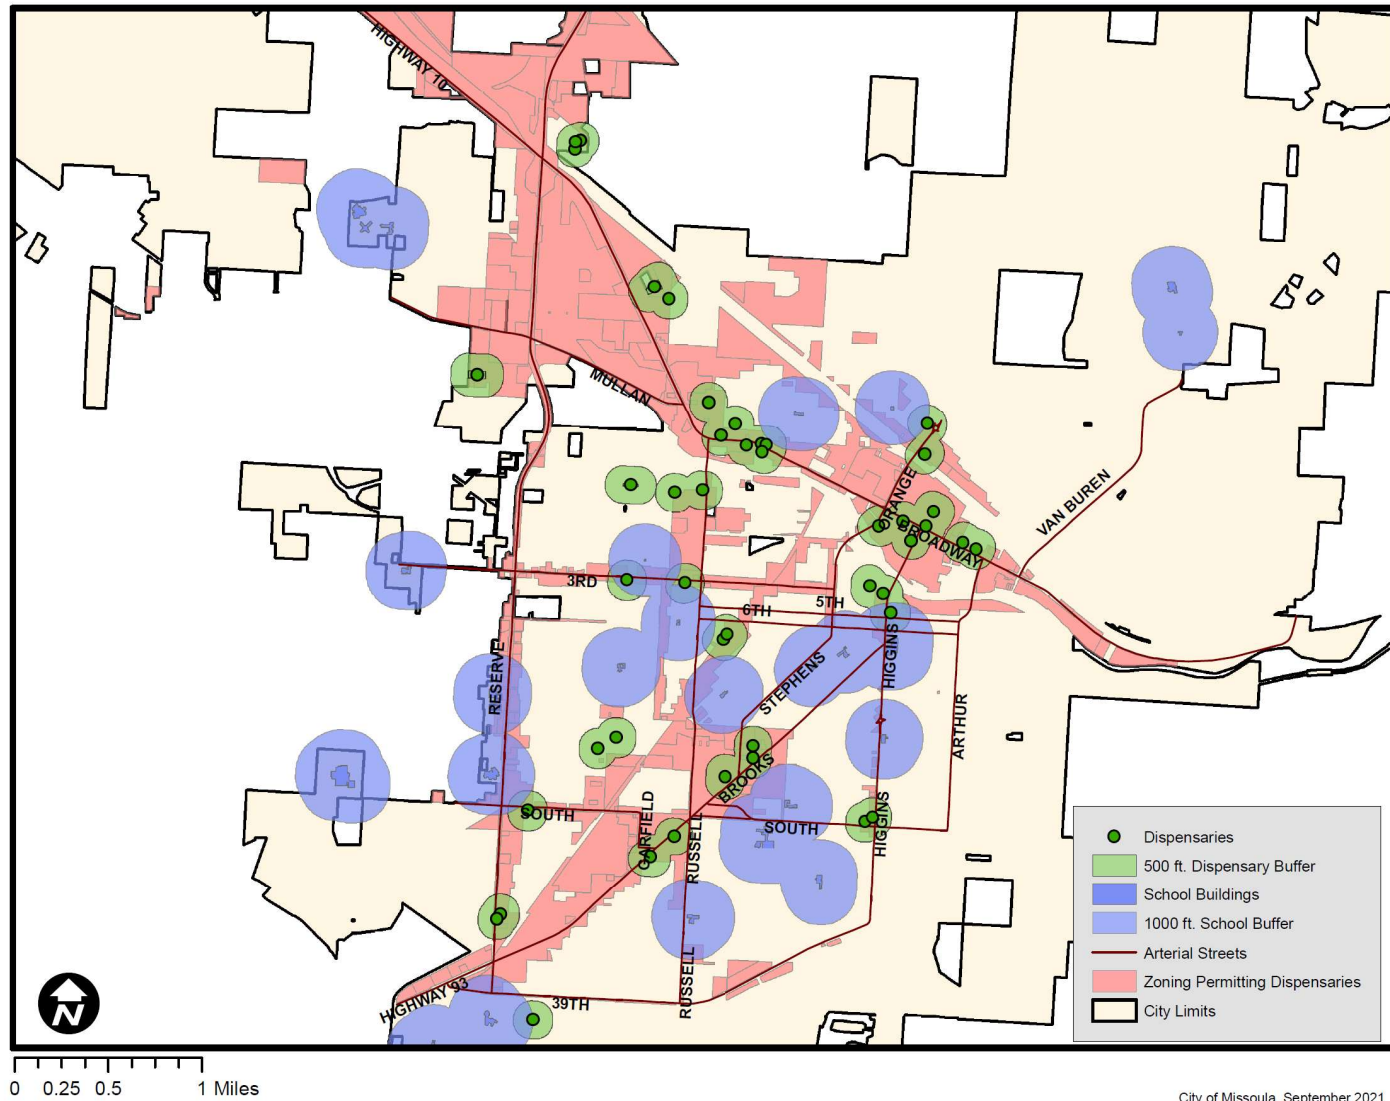 HIGHWAY 10
MULLAN
ORANGE
BROADWAY
VAN BUREN
3RD
5TH
6TH
RESERVE
STEPHENS
HIGGINS
ARTHUR
BROOKS
SOUTH
GARFIELD
RUSSELL
SOUTH
HIGGINS
RUSSELL
HIGHWAY 93
39TH
Dispensaries
500 ft. Dispensary Buffer
School Buildings
1000 ft. School Buffer
Arterial Streets
Zoning Permitting Dispensaries
City Limits
N
0 0.25 0.5 1 Miles
City of Missoula, September 2021